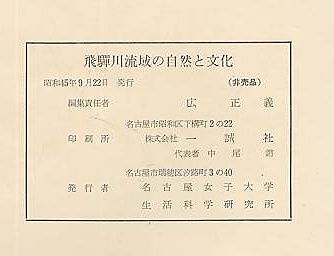 飛騨川流域の自然と文化
昭和45年9月22日 発行 (非売品)
編集責任者 広正義
名古屋市昭和区下構町2の22
印刷所 株式会社 一誠社
代表者 中尾
名古屋市瑞穂区汐路町3の40
発行者 名古屋女子大学
生活科学研究所